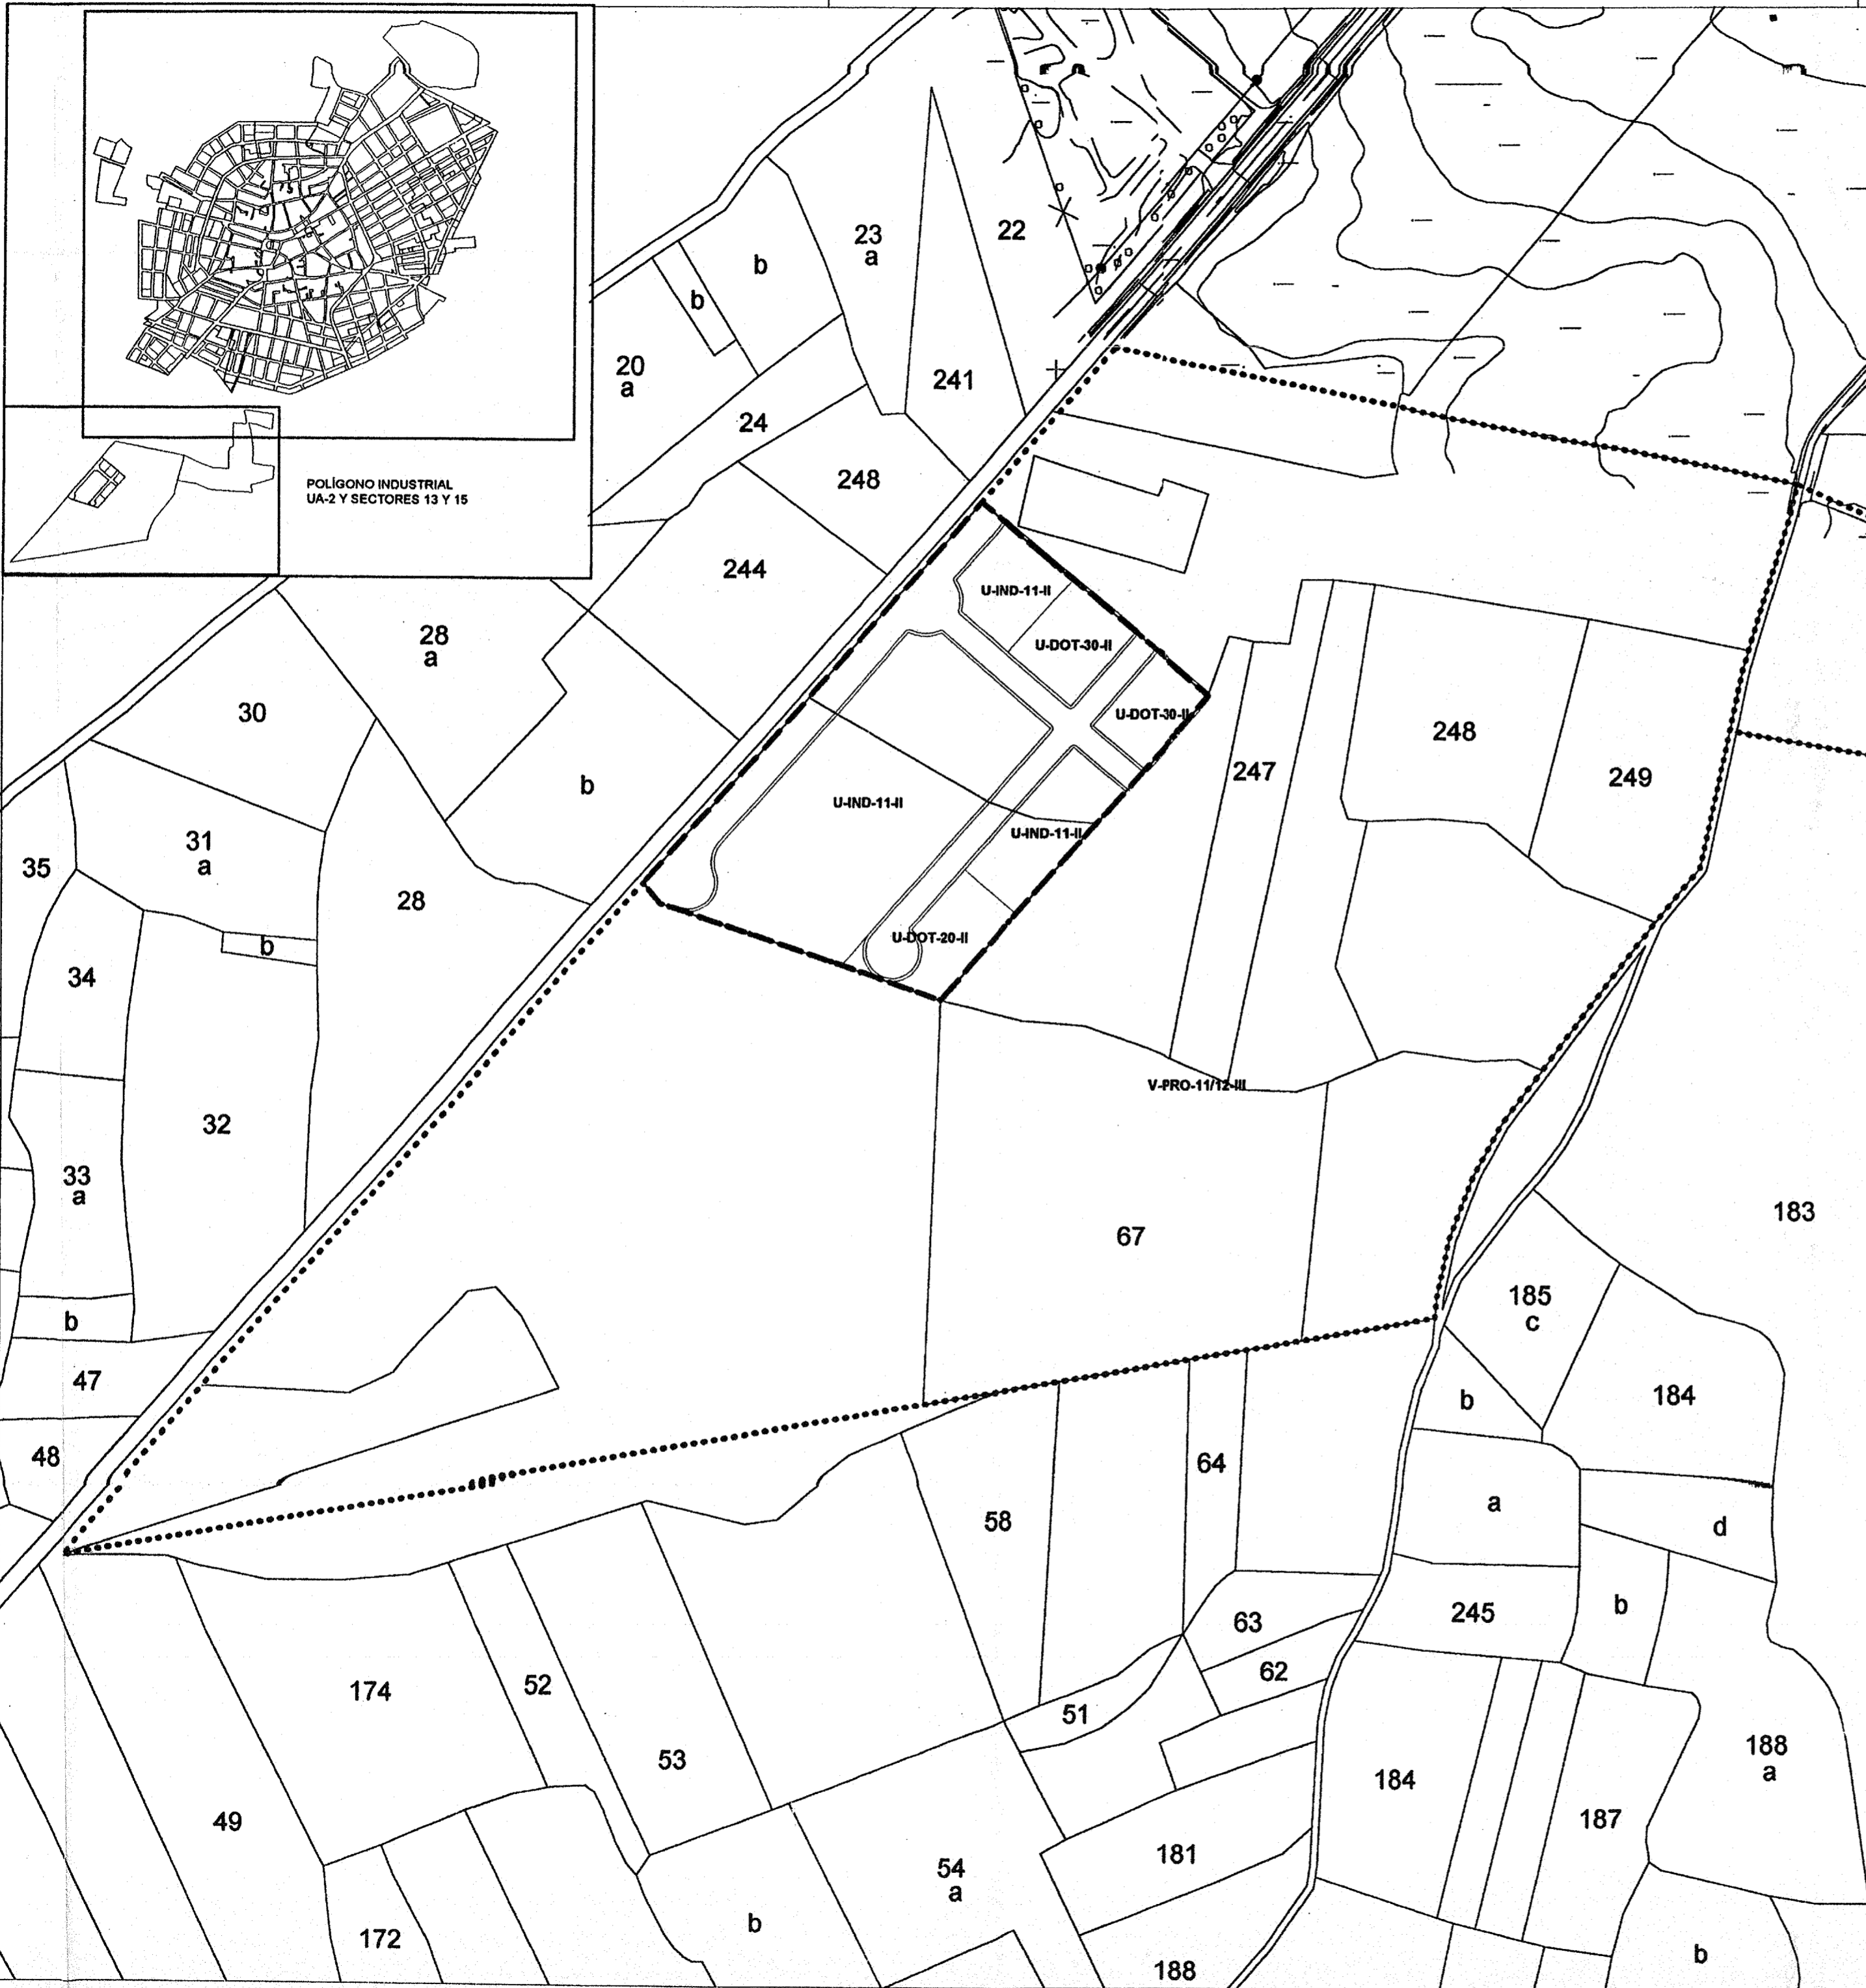 22
23
a
b
b
20
a
241
24
248
POLÍGONO INDUSTRIAL
UA-2 Y SECTORES 13 Y 15
244
U-IND-11-II
28
a
U-DOT-30-II
30
U-DOT-30-II
248
247
249
b
U-IND-11-II
U-IND-11-II
31
a
35
28
U-DOT-20-II
b
34
V-PRO-11/12-III
32
33
a
183
67
185
c
b
47
184
b
48
64
a
58
d
245
b
63
62
174
52
51
188
a
53
184
187
49
181
54
a
b
172
b
188